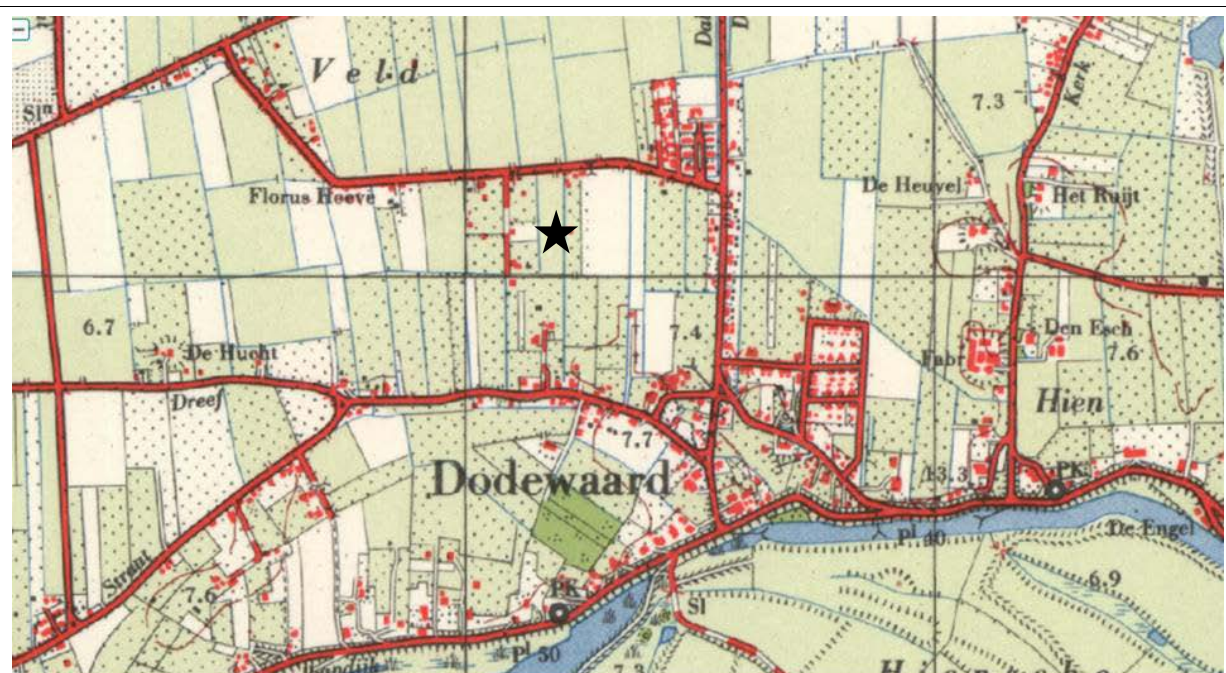 Veld
Kerk
7.3
Sln
De Heuvel
Florus Hoeve
Het Ruijt
6.7
7.4
Den Esch
De Hucht
Fabr
7.6
Dreef
Hien
7.7
Dodewaard
13.3
PK.
De Engel
Pl 40
Straat
6.9
7.6
PK.
Sl
Pl 50
7.3